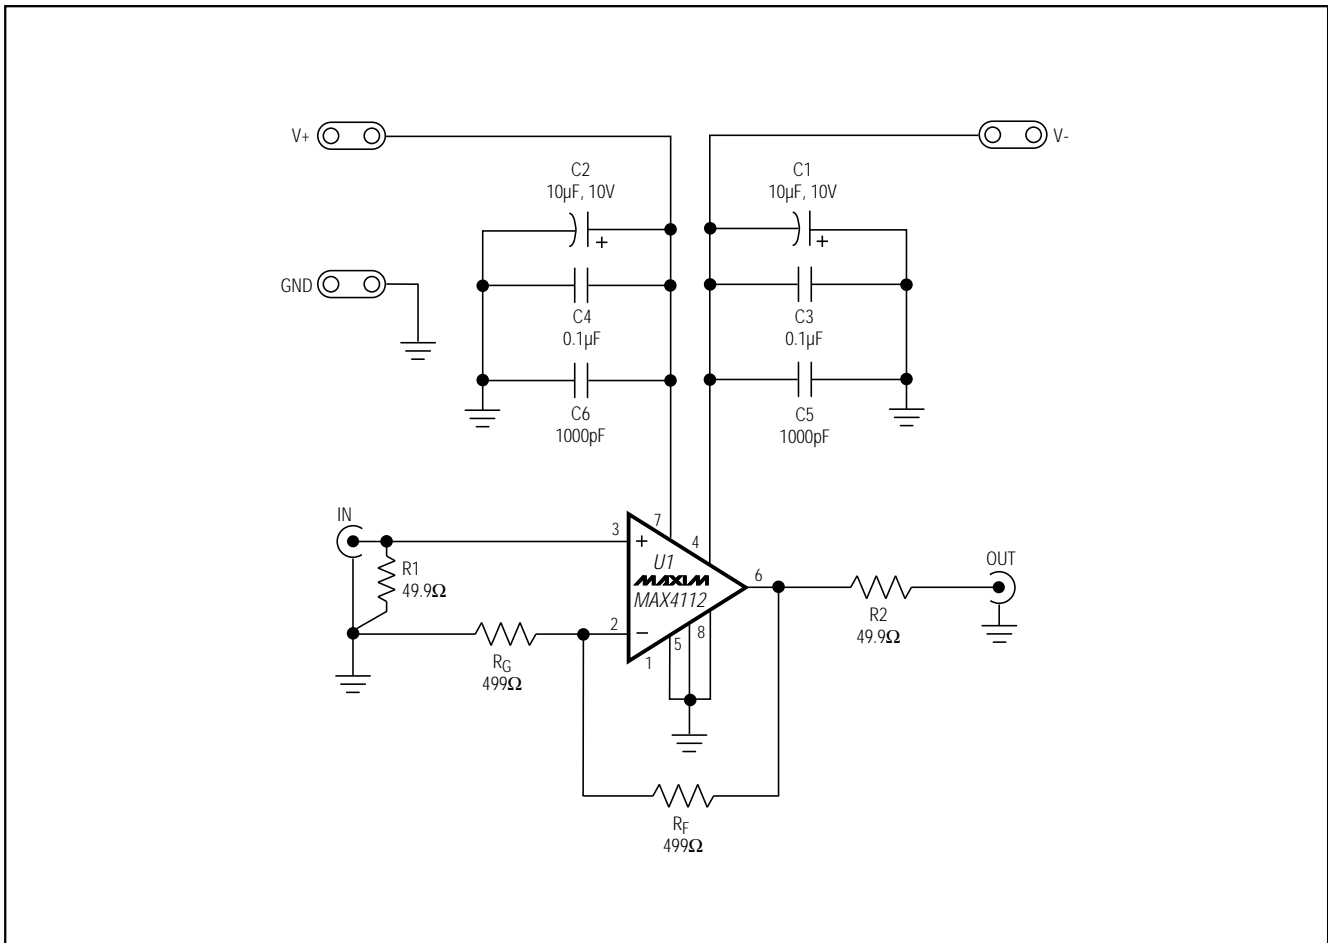 V+
V-
C2
10µF, 10V
+
C1
10µF, 10V
+
GND
C4
0.1µF
C3
0.1µF
C6
1000pF
C5
1000pF
IN
3
7
4
+
U1
MAXIM
MAX4112
R1
49.9Ω
6
OUT
R2
49.9Ω
2
−
1
5
8
RG
499Ω
RF
499Ω